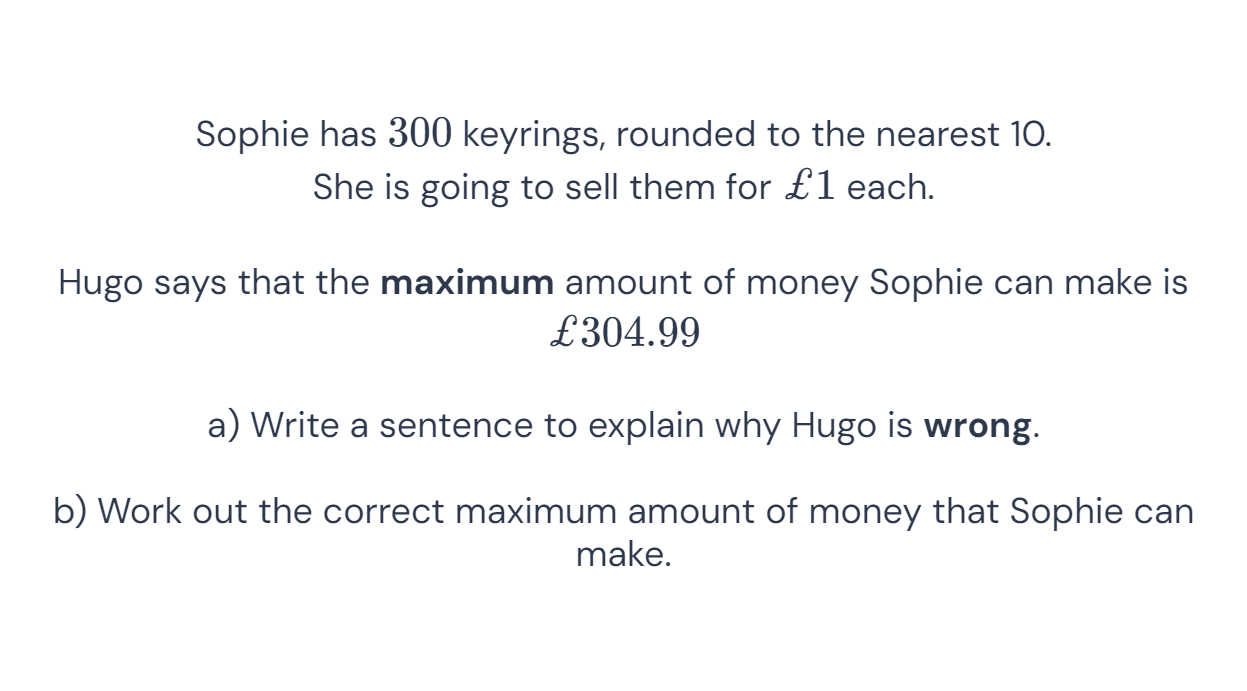 Sophie has 300 keyrings, rounded to the nearest 10.
She is going to sell them for £1 each.
Hugo says that the maximum amount of money Sophie can make is
£304.99
a) Write a sentence to explain why Hugo is wrong.
b) Work out the correct maximum amount of money that Sophie can
make.